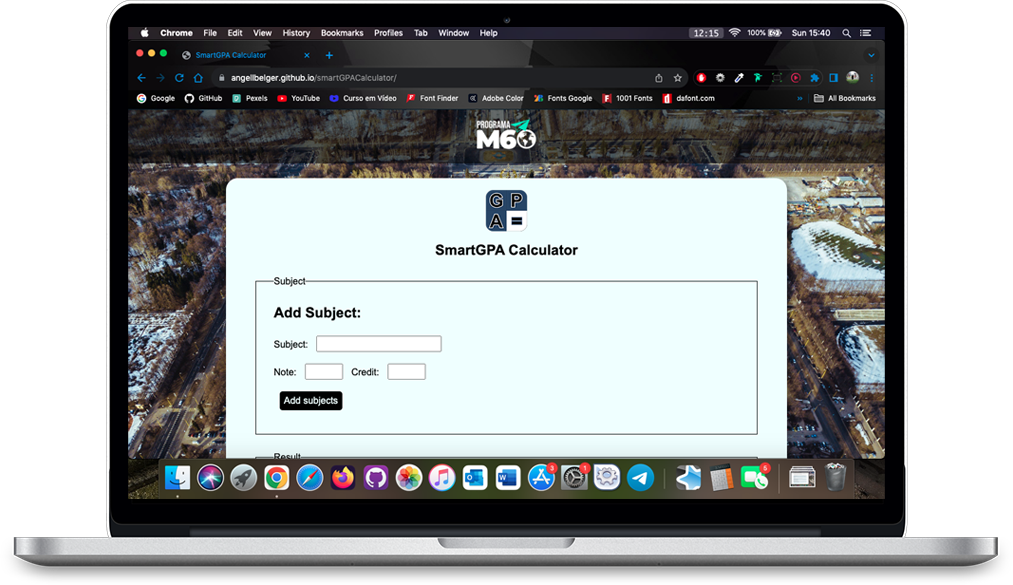 Chrome File Edit View History Bookmarks Profiles Tab Window Help 12:15 100% Sun 15:40
SmartGPA Calculator
angellbelger.github.io/smartGPACalculator/
Google GitHub Pexels YouTube Curso em Vídeo Font Finder Adobe Color Fonts Google 1001 Fonts dafont.com » All Bookmarks
PROGRAMA
M60
G P
A =
SmartGPA Calculator
Subject
Add Subject:
Subject:
Note: Credit:
Add subjects
Result
3 1 5